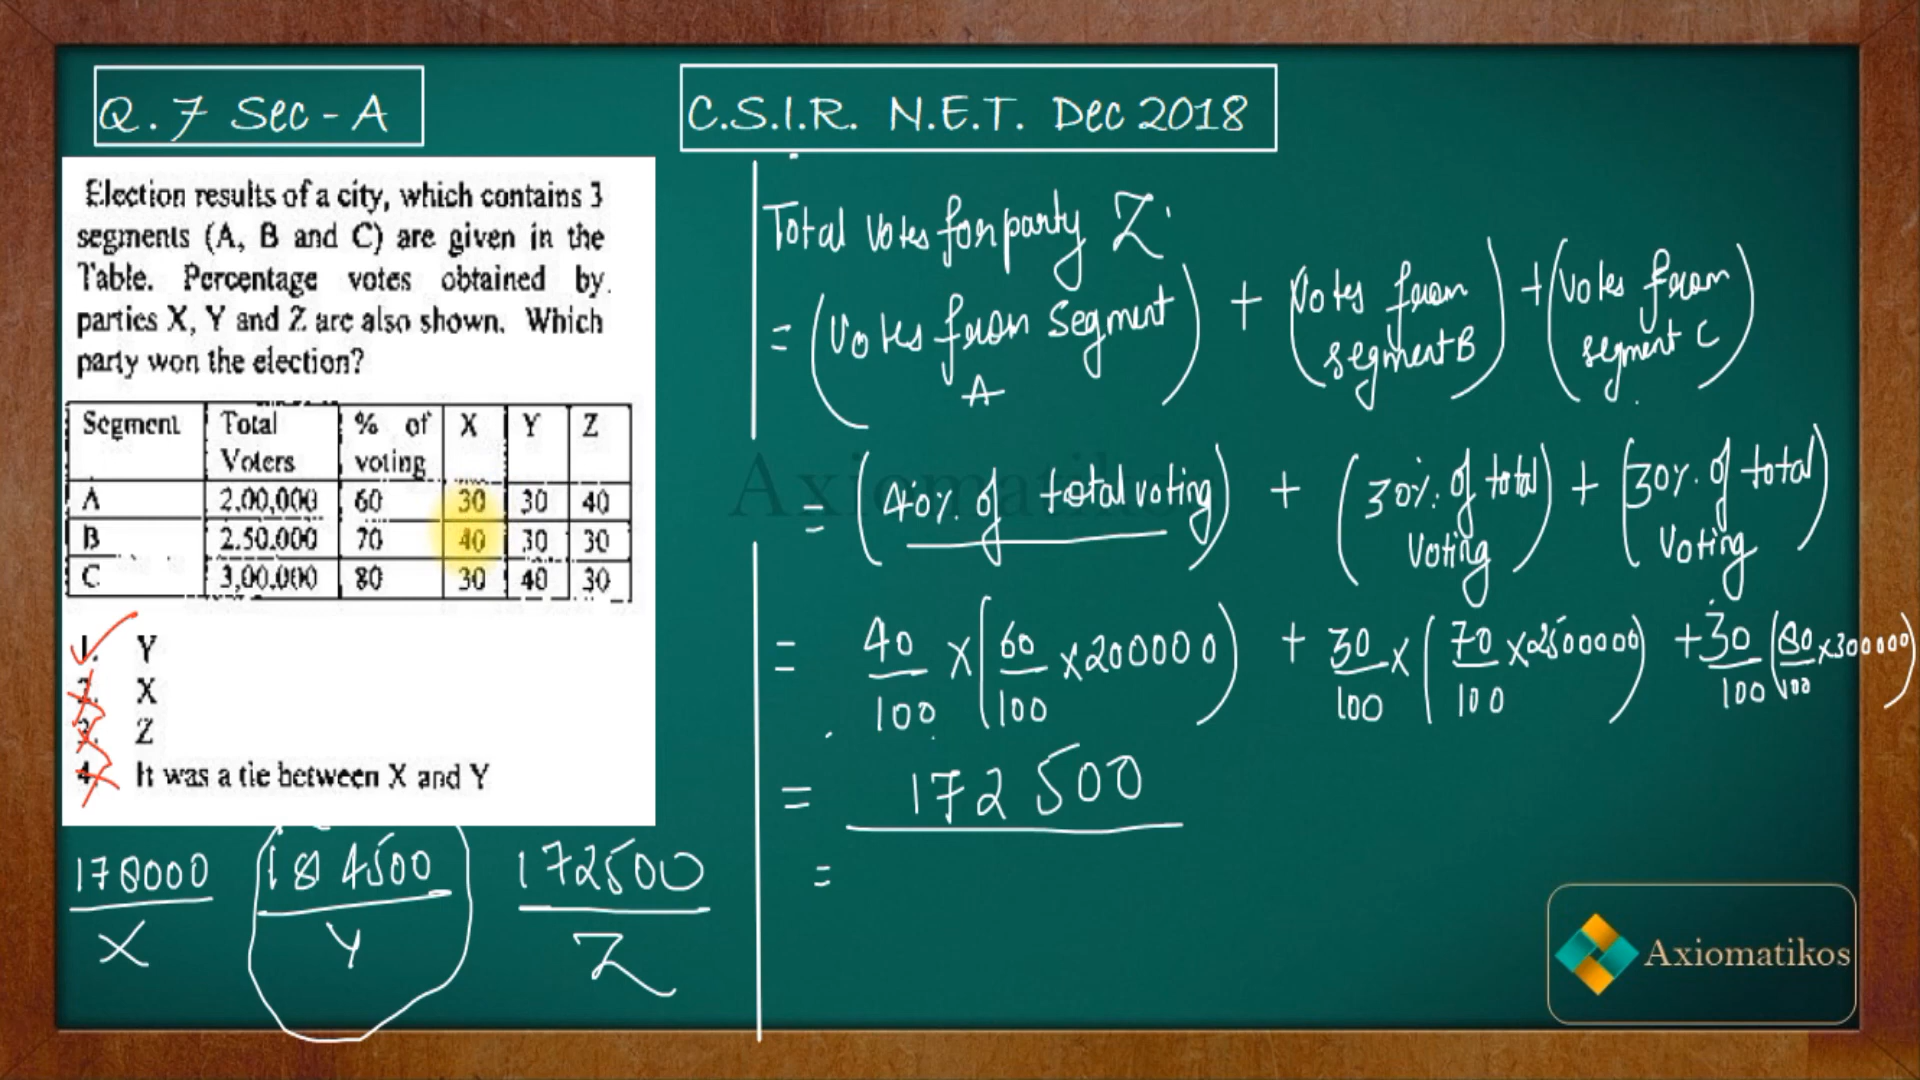 Q. 7 Sec - A
C.S.I.R. N.E.T. Dec 2018
Election results of a city, which contains 3
segments (A, B and C) are given in the
Table. Percentage votes obtained by
parties X, Y and Z are also shown. Which
party won the election?
Segment Total Voters % of voting X Y Z
A 2,00,000 60 30 30 40
B 2.50.000 70 40 30 30
C 3,00,000 80 30 40 30
1. Y
2. X
3. Z
4. It was a tie between X and Y
178000 184500 172500
X Y Z
Total Votes for party Z
= (Votes from Segment A) + (Votes from segment B) + (Votes from segment C)
= (40% of total voting) + (30% of total voting) + (30% of total voting)
= 40/100 × (60/100 × 200000) + 30/100 × (70/100 × 2500000) + 30/100 (80/100 × 300000)
= 172500
=
Axiomatikos
Axiomatikos